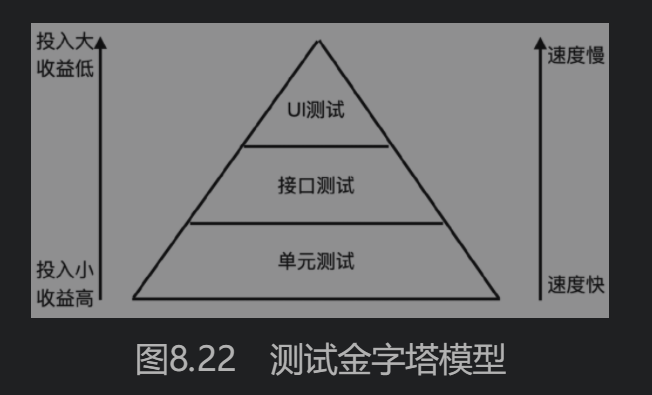 投入大
收益低
速度慢
UI测试
接口测试
单元测试
投入小
收益高
速度快
图8.22 测试金字塔模型